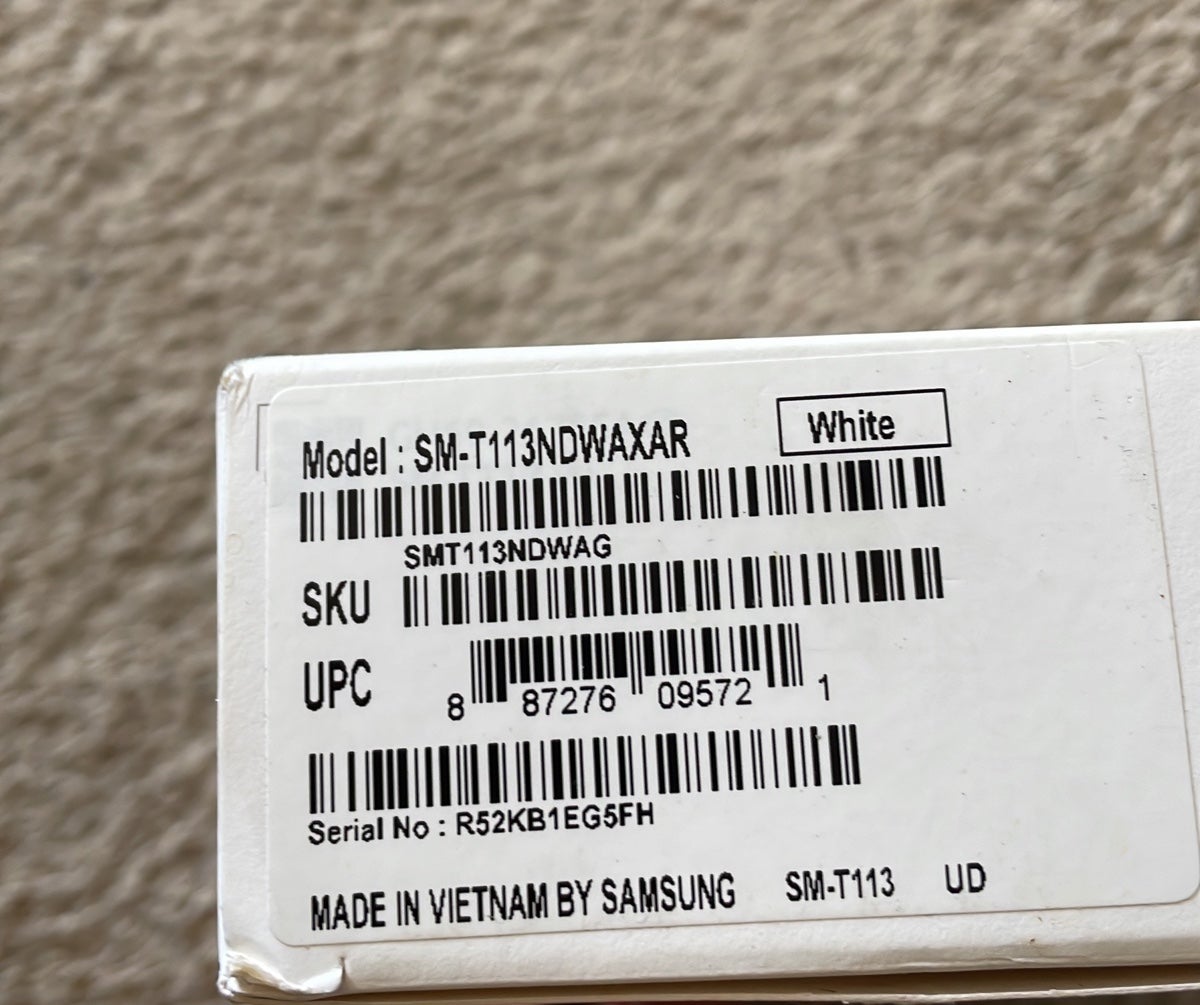 Model : SM-T113NDWAXAR White
SMT113NDWAG
SKU
UPC 8 87276 09572 1
Serial No : R52KB1EG5FH
MADE IN VIETNAM BY SAMSUNG SM-T113 UD